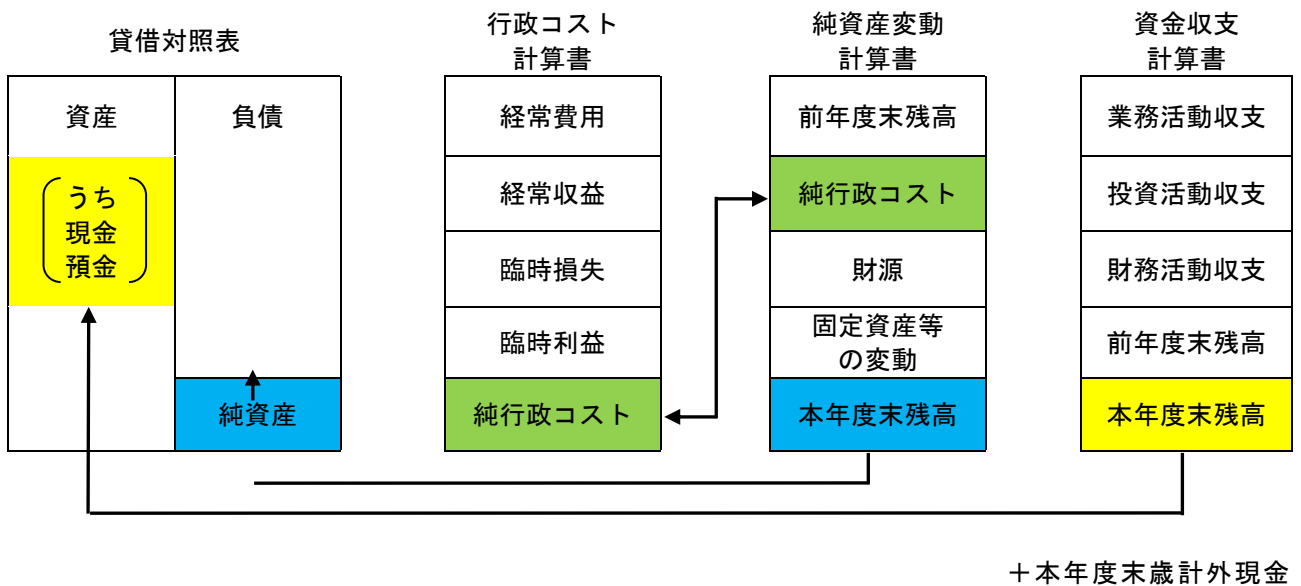 貸借対照表
資産
負債
うち
現金
預金
純資産
行政コスト
計算書
経常費用
経常収益
臨時損失
臨時利益
純行政コスト
純資産変動
計算書
前年度末残高
純行政コスト
財源
固定資産等
の変動
本年度末残高
資金収支
計算書
業務活動収支
投資活動収支
財務活動収支
前年度末残高
本年度末残高
＋本年度末歳計外現金